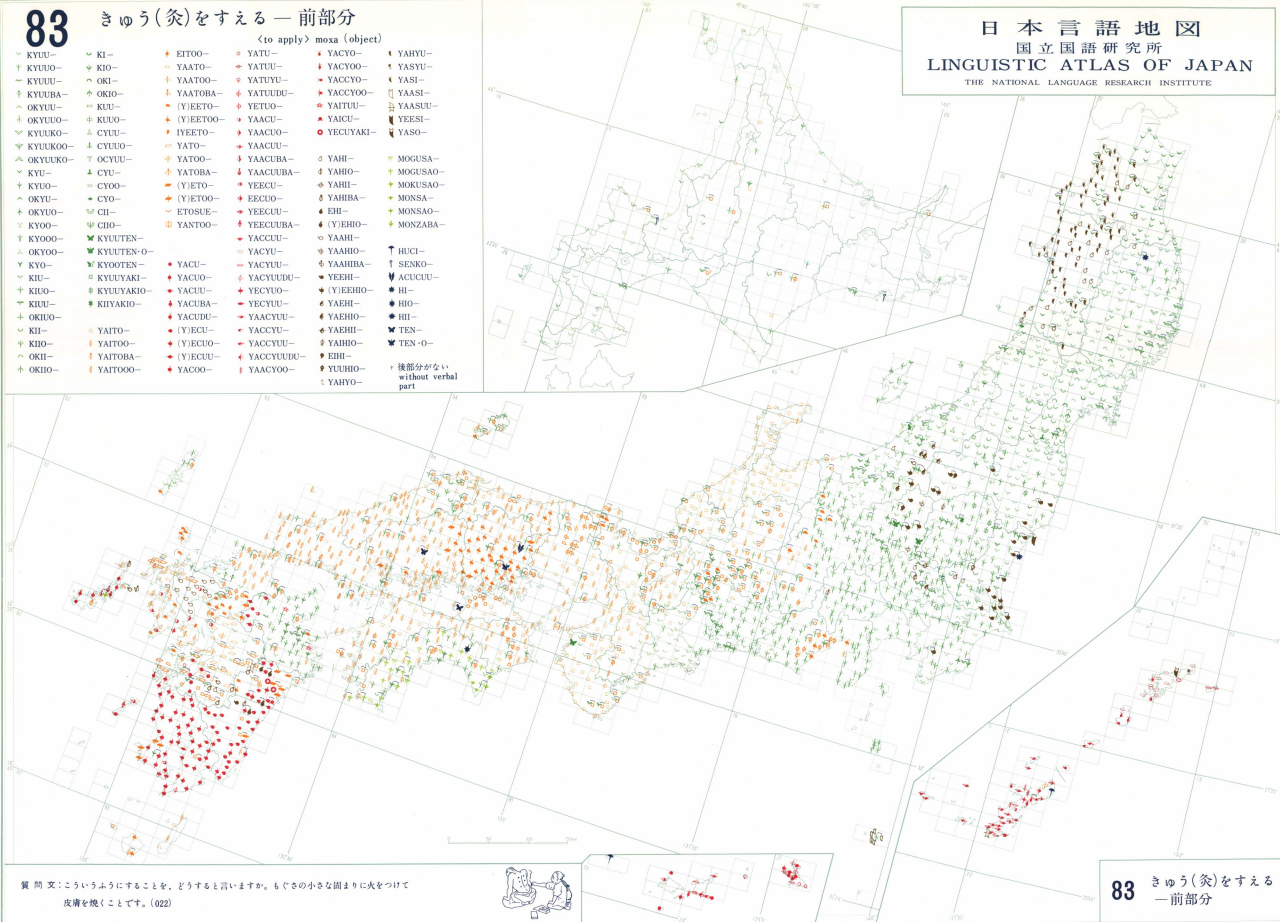 83
きゅう(灸)をすえる — 前部分
〈to apply〉 moxa (object)
KYUU—
KYUUO—
KYUUU—
KYUUBA—
OKYUU—
OKYUUO—
KYUUKO—
KYUUKOO—
OKYUUKO—
KYU—
KYUO—
OKYU—
OKYUO—
KYOO—
KYOOO—
OKYOO—
KYO—
KIU—
KIUO—
KIUU—
OKIUO—
KII—
KIIO—
OKII—
OKIIO—
KI—
KIO—
OKI—
OKIO—
KUU—
KUUO—
CYUU—
CYUUO—
OCYUU—
CYU—
CYOO—
CYO—
CII—
CIIO—
KYUUTEN—
KYUUTEN·O—
KYOOTEN—
KYUUYAKI—
KYUUYAKIO—
KIIYAKIO—
YAITO—
YAITOO—
YAITOBA—
YAITOOO—
EITOO—
YAATO—
YAATOO—
YAATOBA—
(Y)EETO—
(Y)EETOO—
IYEETO—
YATO—
YATOO—
YATOBA—
(Y)ETO—
(Y)ETOO—
ETOSUE—
YANTOO—
YACU—
YACUO—
YACUU—
YACUBA—
YACUDU—
(Y)ECU—
(Y)ECUO—
(Y)ECUU—
YACOO—
YATU—
YATUU—
YATUYU—
YATUUDU—
YETUO—
YAACU—
YAACUO—
YAACUU—
YAACUBA—
YAACUUBA—
YEECU—
EECUO—
YEECUU—
YEECUUBA—
YACCUU—
YACYU—
YACYUU—
YACYUUDU—
YECYUO—
YECYUU—
YAACYUU—
YACCYU—
YACCYUU—
YACCYUUDU—
YAACYOO—
YACYO—
YACYOO—
YACCYO—
YACCYOO—
YAITUU—
YAICU—
YECUYAKI—
YAHI—
YAHIO—
YAHII—
YAHIBA—
EHI—
(Y)EHIO—
YAAHI—
YAAHIO—
YAAHIBA—
YEEHI—
(Y)EEHIO—
YAEHI—
YAEHIO—
YAEHII—
YAIHIO—
EIHI—
YUUHIO—
YAHYO—
YAHYU—
YASYU—
YASI—
YAASI—
YAASUU—
YEESI—
YASO—
MOGUSA—
MOGUSAO—
MOKUSAO—
MONSA—
MONSAO—
MONZABA—
HUCI—
SENKO—
ACUCUU—
HI—
HIO—
HII—
TEN—
TEN·O—
後部分がない
without verbal
part
日本言語地図
国立国語研究所
LINGUISTIC ATLAS OF JAPAN
THE NATIONAL LANGUAGE RESEARCH INSTITUTE
質問文:こういうふうにすることを,どうすると言いますか。もぐさの小さな固まりに火をつけて
皮膚を焼くことです。(022)
83 きゅう(灸)をすえる
—前部分